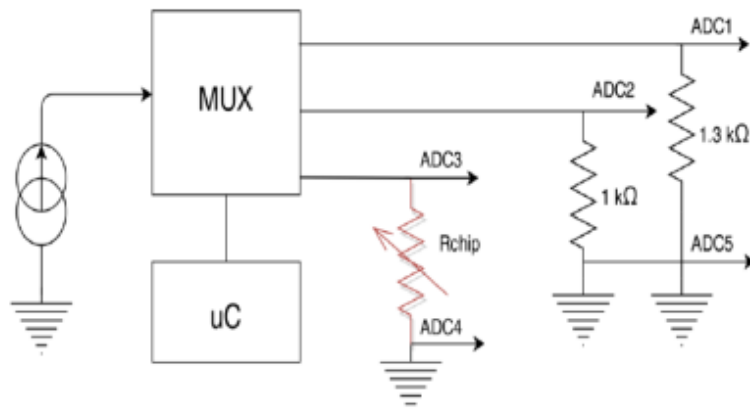 ADC1
MUX
ADC2
1.3 kΩ
ADC3
1 kΩ
Rchip
ADC5
uC
ADC4